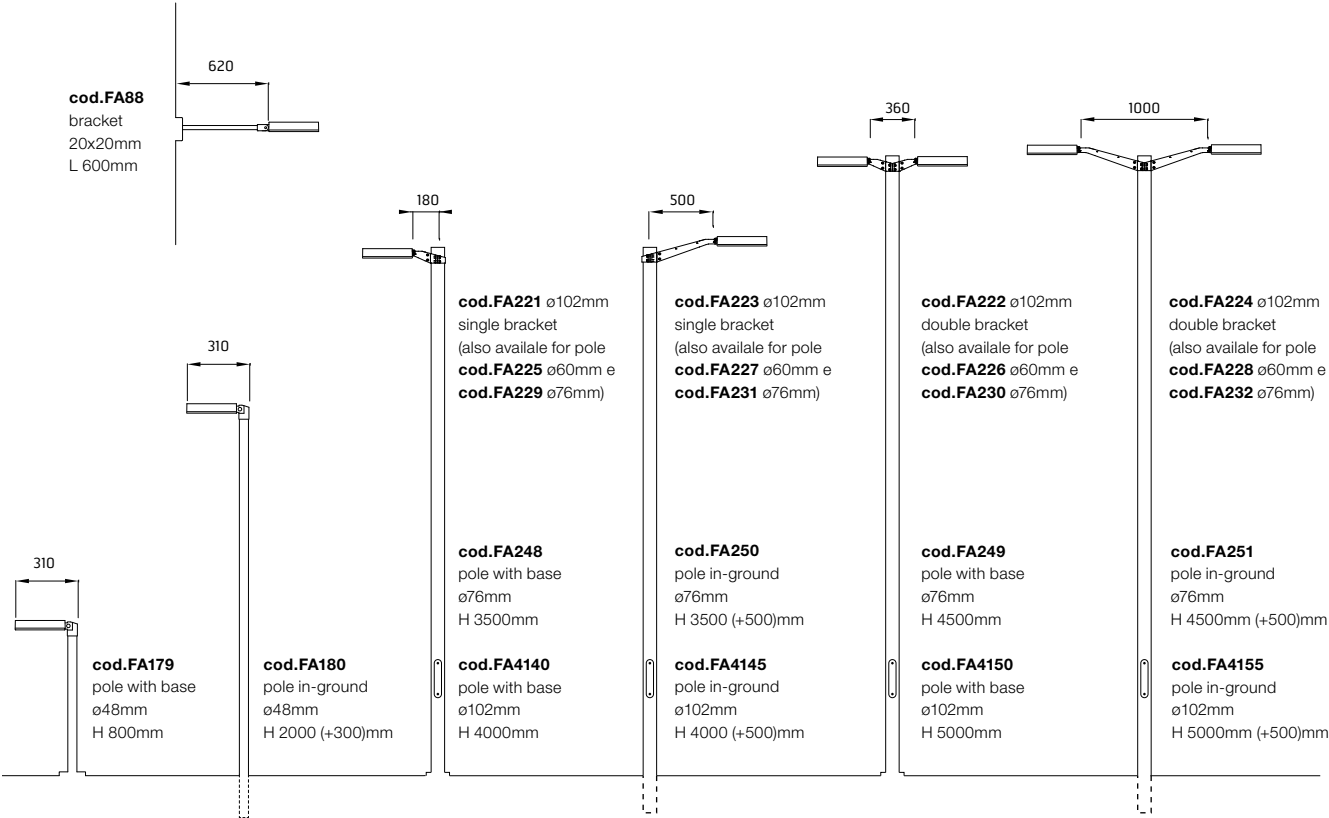 620
cod.FA88
bracket
20x20mm
L 600mm
360
1000
180
500
cod.FA221 ø102mm
single bracket
(also availale for pole
cod.FA225 ø60mm e
cod.FA229 ø76mm)
cod.FA223 ø102mm
single bracket
(also availale for pole
cod.FA227 ø60mm e
cod.FA231 ø76mm)
cod.FA222 ø102mm
double bracket
(also availale for pole
cod.FA226 ø60mm e
cod.FA230 ø76mm)
cod.FA224 ø102mm
double bracket
(also availale for pole
cod.FA228 ø60mm e
cod.FA232 ø76mm)
310
310
cod.FA248
pole with base
ø76mm
H 3500mm
cod.FA250
pole in-ground
ø76mm
H 3500 (+500)mm
cod.FA249
pole with base
ø76mm
H 4500mm
cod.FA251
pole in-ground
ø76mm
H 4500mm (+500)mm
cod.FA179
pole with base
ø48mm
H 800mm
cod.FA180
pole in-ground
ø48mm
H 2000 (+300)mm
cod.FA4140
pole with base
ø102mm
H 4000mm
cod.FA4145
pole in-ground
ø102mm
H 4000 (+500)mm
cod.FA4150
pole with base
ø102mm
H 5000mm
cod.FA4155
pole in-ground
ø102mm
H 5000mm (+500)mm